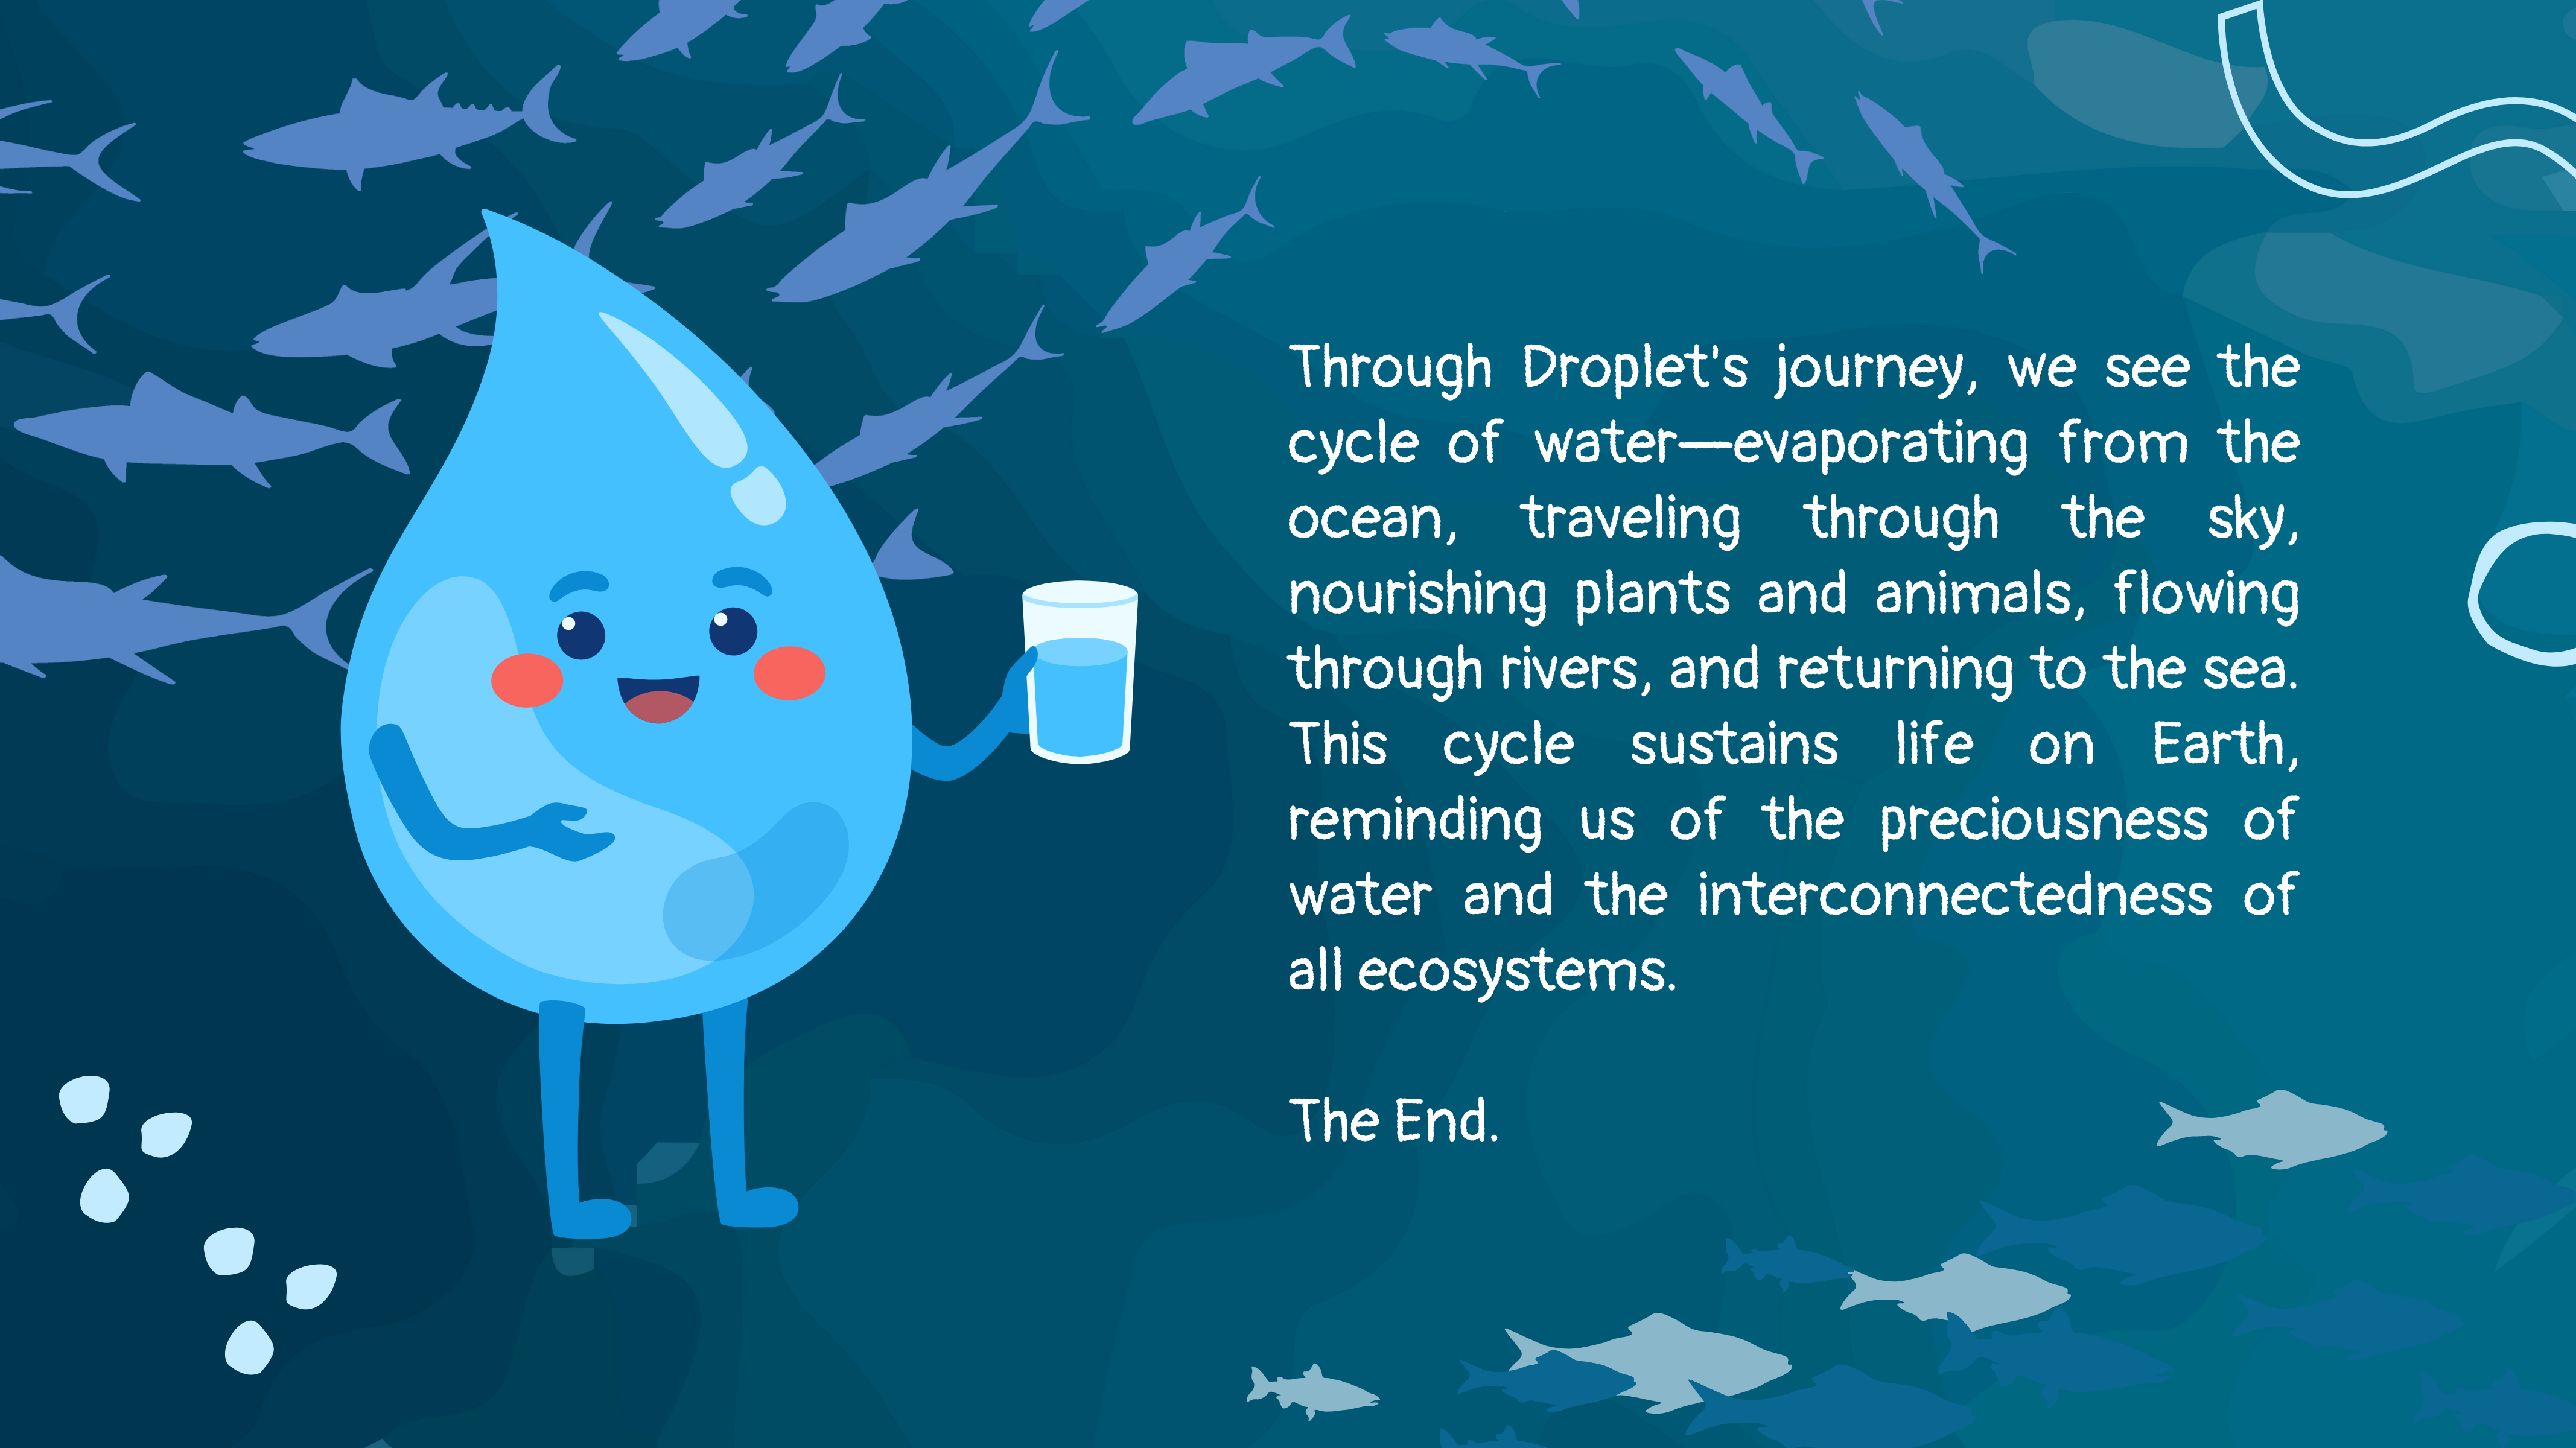 Through Droplet's journey, we see the
cycle of water—evaporating from the
ocean, traveling through the sky,
nourishing plants and animals, flowing
through rivers, and returning to the sea.
This cycle sustains life on Earth,
reminding us of the preciousness of
water and the interconnectedness of
all ecosystems.
The End.